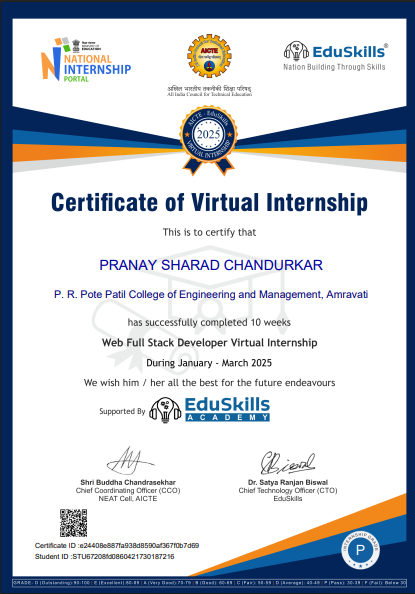 NATIONAL
INTERNSHIP
PORTAL
AICTE
अखिल भारतीय तकनीकी शिक्षा परिषद्
All India Council for Technical Education
EduSkills®
Nation Building Through Skills
AICTE - EduSkills
2025
VIRTUAL INTERNSHIP
Certificate of Virtual Internship
This is to certify that
PRANAY SHARAD CHANDURKAR
P. R. Pote Patil College of Engineering and Management, Amravati
has successfully completed 10 weeks
Web Full Stack Developer Virtual Internship
During January - March 2025
We wish him / her all the best for the future endeavours
Supported By EduSkills
ACADEMY
Shri Buddha Chandrasekhar
Chief Coordinating Officer (CCO)
NEAT Cell, AICTE
Dr. Satya Ranjan Biswal
Chief Technology Officer (CTO)
EduSkills
Certificate ID :e24408e887fa938d8590af367f0b7d69
Student ID :STU67208fd0860421730187216
INTERNSHIP GRADE
P
GRADE:- O (Outstanding): 90-100 | E (Excellent): 80-89 | A (Very Good): 70-79 | B (Good): 60-69 | C (Fair): 50-59 | D (Average): 40-49 | P (Pass): 30-39 | F (Fail): Below 30